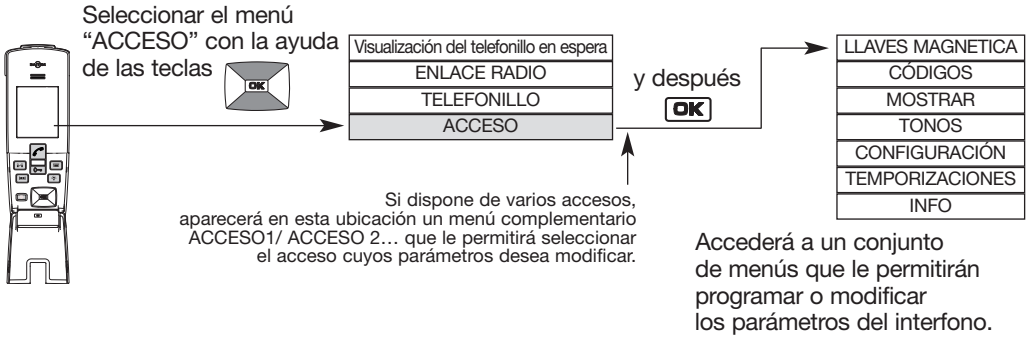 Seleccionar el menú
“ACCESO” con la ayuda
de las teclas
OK
Visualización del telefonillo en espera
ENLACE RADIO
TELEFONILLO
ACCESO
y después
OK
LLAVES MAGNETICA
CÓDIGOS
MOSTRAR
TONOS
CONFIGURACIÓN
TEMPORIZACIONES
INFO
Si dispone de varios accesos,
aparecerá en esta ubicación un menú complementario
ACCESO1/ ACCESO 2… que le permitirá seleccionar
el acceso cuyos parámetros desea modificar.
Accederá a un conjunto
de menús que le permitirán
programar o modificar
los parámetros del interfono.